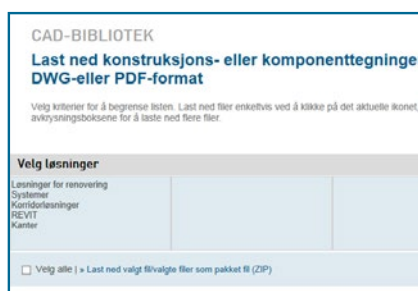 CAD-BIBLIOTEK
Last ned konstruksjons- eller komponenttegninge
DWG-eller PDF-format
Velg kriterier for å begrense listen. Last ned filer enkeltvis ved å klikke på det aktuelle ikonet,
avkrysningsboksene for å laste ned flere filer.
Velg løsninger
Løsninger for renovering
Systemer
Korridorløsninger
REVIT
Kanter
Velg alle | » Last ned valgt fil/valgte filer som pakket fil (ZIP)